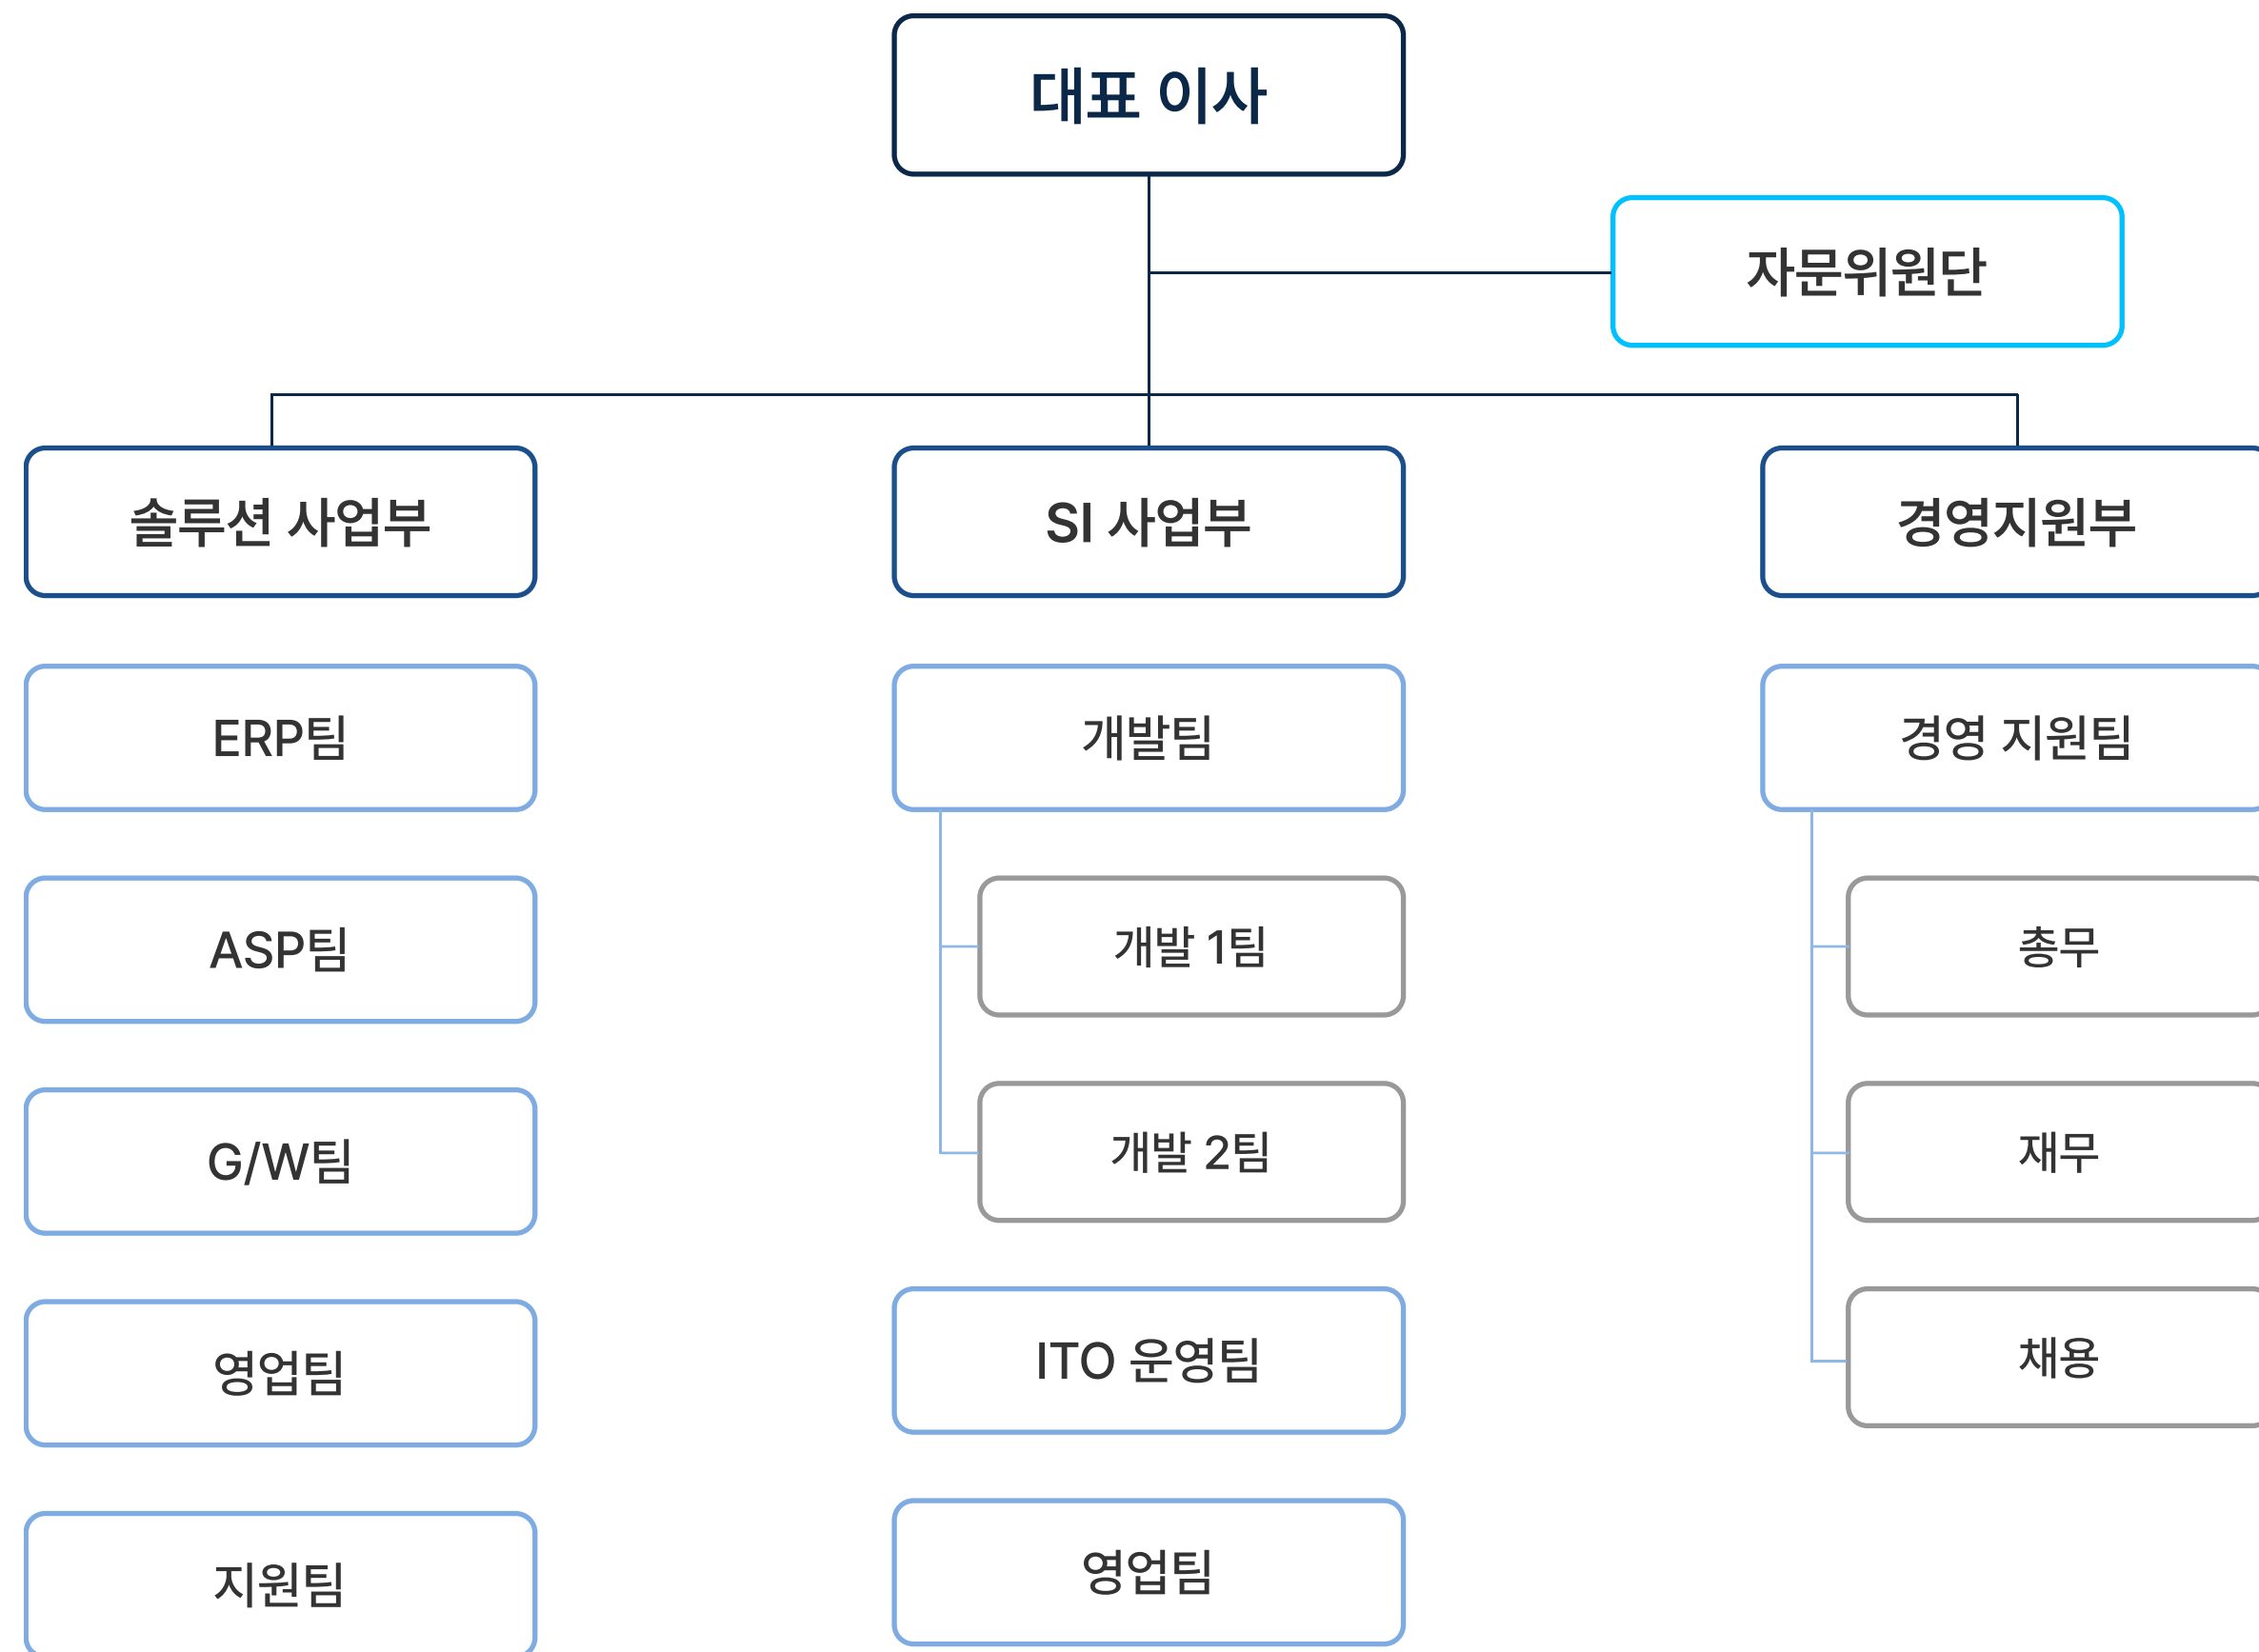 대표 이사
자문위원단
솔루션 사업부
SI 사업부
경영지원부
ERP팀
개발팀
경영 지원팀
ASP팀
개발 1팀
총무
G/W팀
개발 2팀
재무
영업팀
ITO 운영팀
채용
지원팀
영업팀